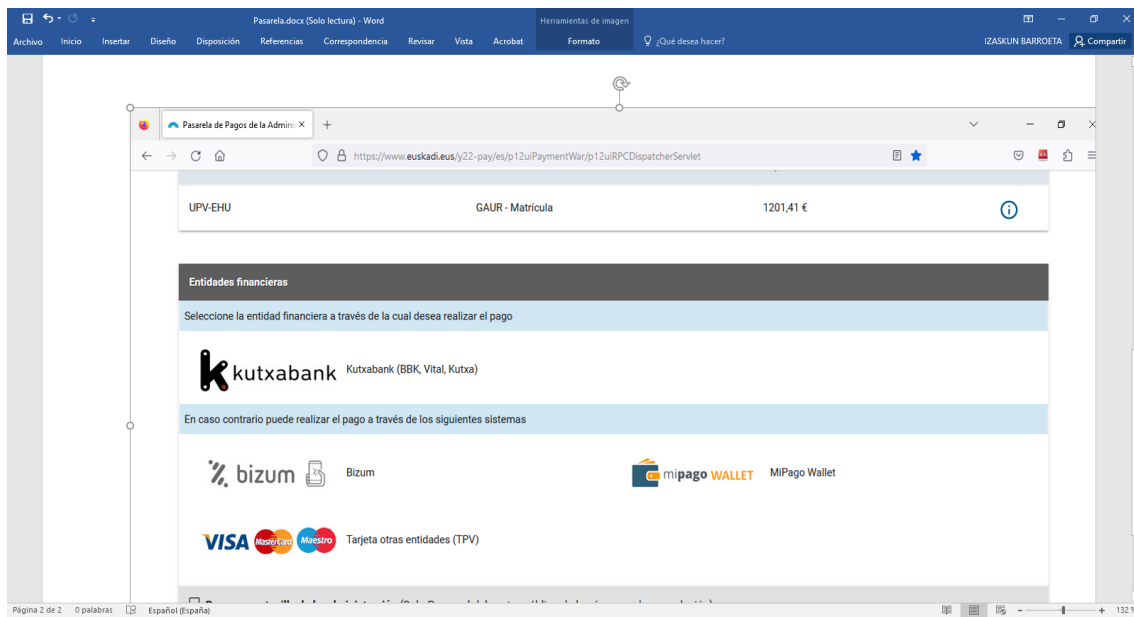 Pasarela.docx (Solo lectura) - Word
Herramientas de imagen
Archivo Inicio Insertar Diseño Disposición Referencias Correspondencia Revisar Vista Acrobat Formato ¿Qué desea hacer? IZASKUN BARROETA Compartir
Pasarela de Pagos de la Admini
https://www.euskadi.eus/y22-pay/es/p12uiPaymentWar/p12uiRPCDispatcherServlet
UPV-EHU GAUR - Matrícula 1201,41 €
Entidades financieras
Seleccione la entidad financiera a través de la cual desea realizar el pago
kutxabank Kutxabank (BBK, Vital, Kutxa)
En caso contrario puede realizar el pago a través de los siguientes sistemas
bizum Bizum mipago WALLET MiPago Wallet
VISA MasterCard Maestro Tarjeta otras entidades (TPV)
Página 2 de 2 0 palabras Español (España) 132 %